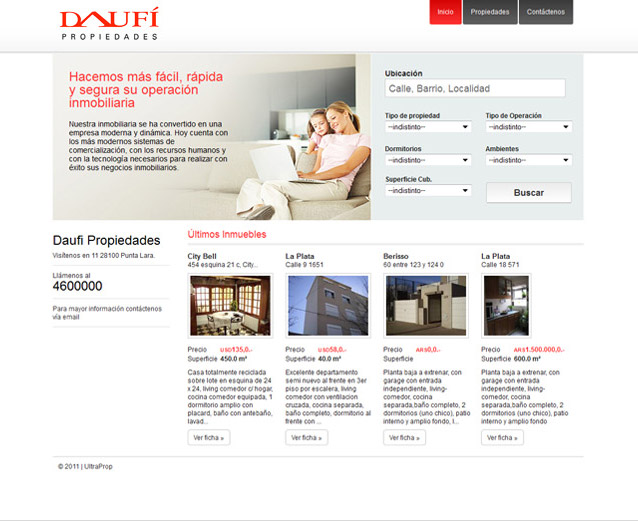 DAUFÍ
PROPIEDADES
Inicio
Propiedades
Contáctenos
Hacemos más fácil, rápida
y segura su operación
inmobiliaria
Nuestra inmobiliaria se ha convertido en una
empresa moderna y dinámica. Hoy cuenta con
los más modernos sistemas de
comercialización, con los recursos humanos y
con la tecnología necesarios para realizar con
éxito sus negocios inmobiliarios.
Ubicación
Calle, Barrio, Localidad
Tipo de propiedad
Tipo de Operación
--indistinto--
--indistinto--
Dormitorios
Ambientes
--indistinto--
--indistinto--
Superficie Cub.
--indistinto--
Buscar
Daufi Propiedades
Visítenos en 11 28100 Punta Lara.
Llámenos al
4600000
Para mayor información contáctenos
vía email
Últimos Inmuebles
City Bell
454 esquina 21 c, City...
Precio USD135,0.-
Superficie 450.0 m²
Casa totalmente reciclada
sobre lote en esquina de 24
x 24, living comedor c/ hogar,
cocina comedor equipada, 1
dormitorio amplio con
placard, baño con antebaño,
lavad...
Ver ficha »
La Plata
Calle 9 1651
Precio USD58,0.-
Superficie 40.0 m²
Excelente departamento
semi nuevo al frente en 3er
piso por escalera, living
comedor con ventilacion
cruzada, cocina separada,
baño completo, dormitorio al
frente con ...
Ver ficha »
Berisso
60 entre 123 y 124 0
Precio AR$0,0.-
Superficie
Planta baja a extrenar, con
garage con entrada
independiente, living-
comedor, cocina
separada,baño completo, 2
dormitorios (uno chico), patio
interno y amplio fondo, l...
Ver ficha »
La Plata
Calle 18 571
Precio AR$1.500.000,0.-
Superficie 600.0 m²
Planta baja a extrenar, con
garage con entrada
independiente, living-
comedor, cocina
separada,baño completo, 2
dormitorios (uno chico), patio
interno y amplio fondo
Ver ficha »
© 2011 | UltraProp